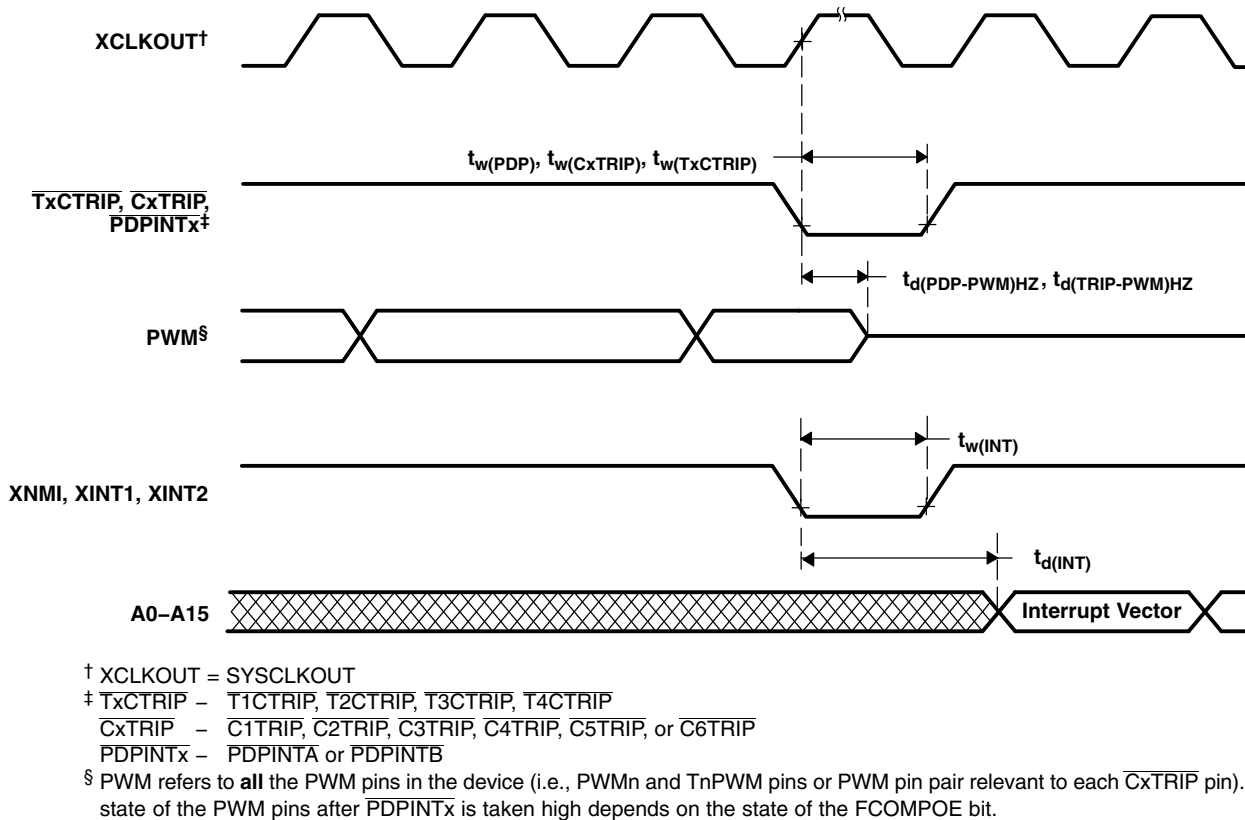 XCLKOUT†
tw(PDP), tw(CxTRIP), tw(TxCTRIP)
TxCTRIP, CxTRIP,
PDPINTx‡
td(PDP-PWM)HZ, td(TRIP-PWM)HZ
PWM§
tw(INT)
XNMI, XINT1, XINT2
td(INT)
A0–A15
Interrupt Vector
† XCLKOUT = SYSCLKOUT
‡ TxCTRIP – T1CTRIP, T2CTRIP, T3CTRIP, T4CTRIP
CxTRIP – C1TRIP, C2TRIP, C3TRIP, C4TRIP, C5TRIP, or C6TRIP
PDPINTx – PDPINTA or PDPINTB
§ PWM refers to all the PWM pins in the device (i.e., PWMn and TnPWM pins or PWM pin pair relevant to each CxTRIP pin).
state of the PWM pins after PDPINTx is taken high depends on the state of the FCOMPOE bit.